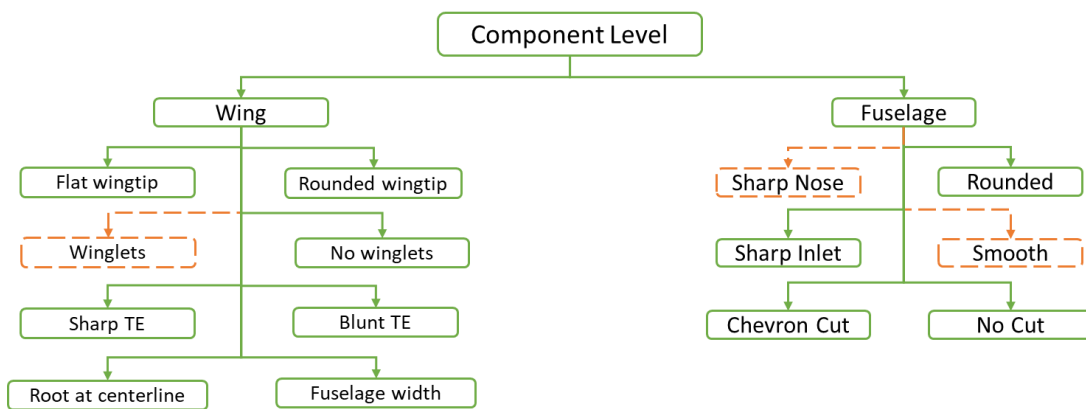 Component Level
Wing
Fuselage
Flat wingtip
Rounded wingtip
Sharp Nose
Rounded
Winglets
No winglets
Sharp Inlet
Smooth
Sharp TE
Blunt TE
Chevron Cut
No Cut
Root at centerline
Fuselage width